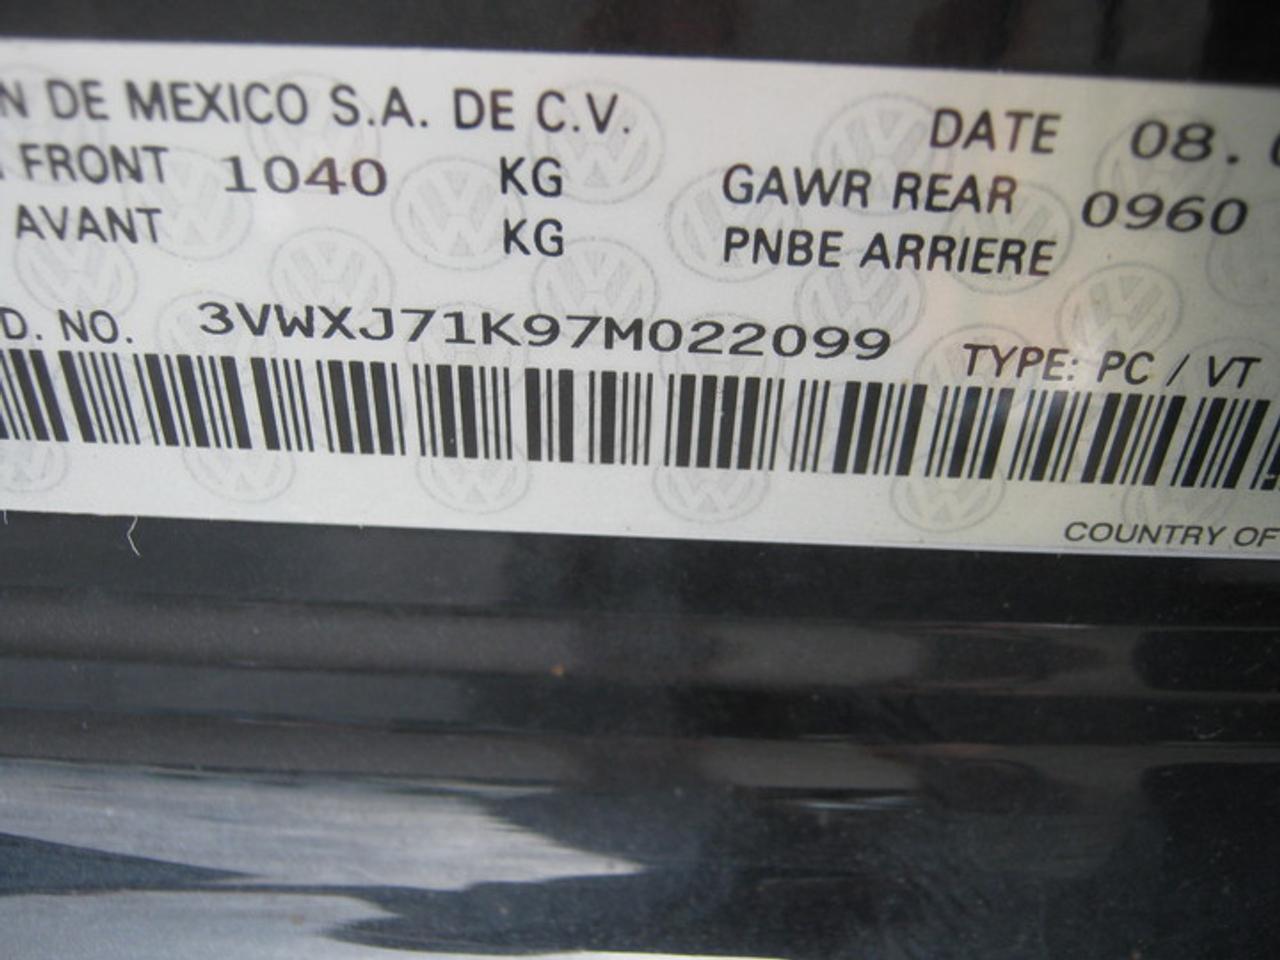 N DE MEXICO S.A. DE C.V. DATE 08.
FRONT 1040 KG GAWR REAR 0960
AVANT KG PNBE ARRIERE
D. NO. 3VWXJ71K97M022099 TYPE: PC / VT
COUNTRY OF